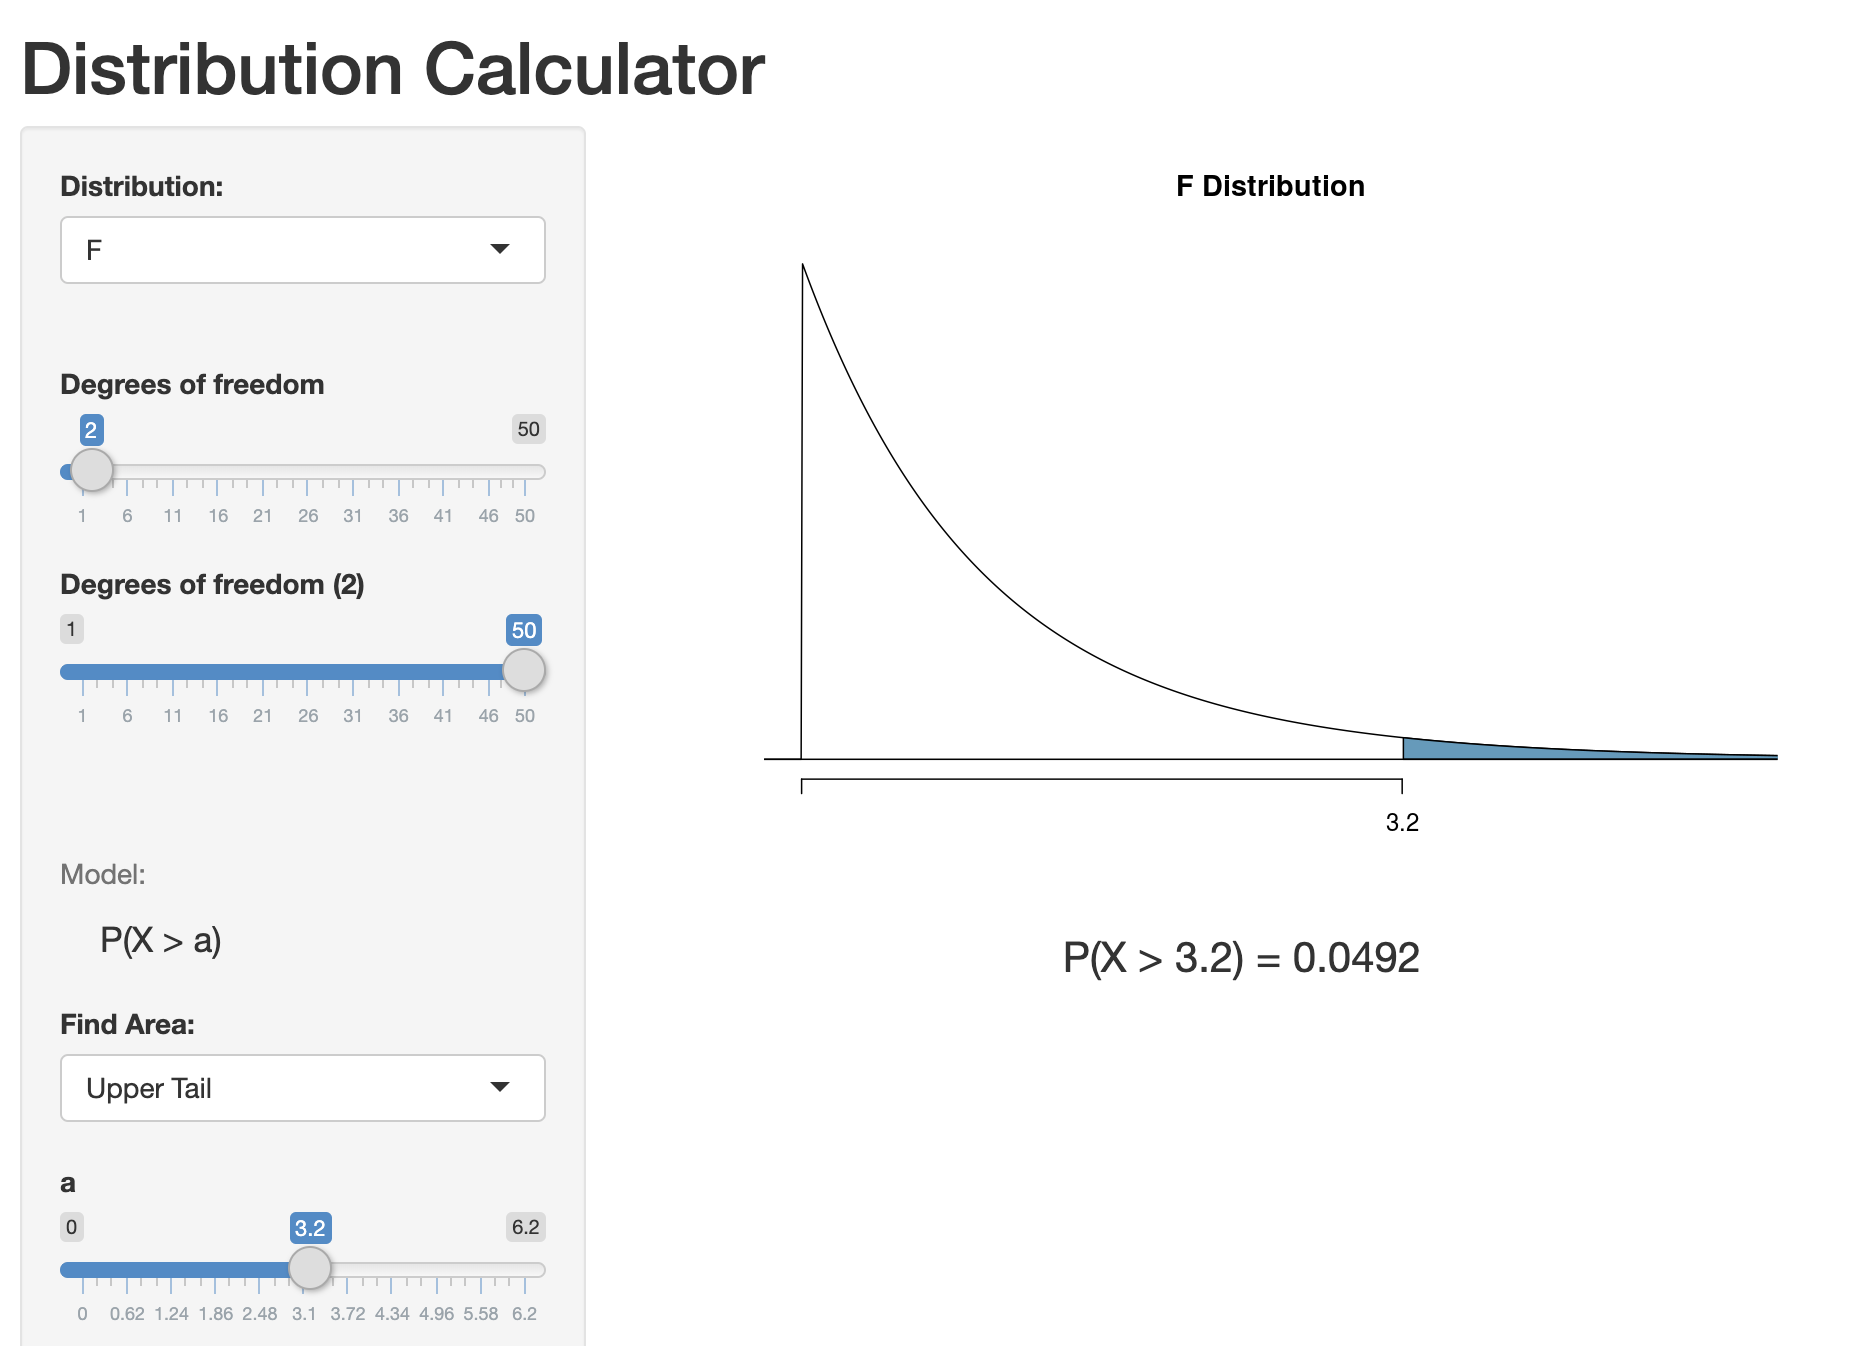 Distribution Calculator
Distribution:
F
Degrees of freedom
2 50
1 6 11 16 21 26 31 36 41 46 50
Degrees of freedom (2)
1 50
1 6 11 16 21 26 31 36 41 46 50
Model:
P(X > a)
Find Area:
Upper Tail
a
0 3.2 6.2
0 0.62 1.24 1.86 2.48 3.1 3.72 4.34 4.96 5.58 6.2
F Distribution
3.2
P(X > 3.2) = 0.0492